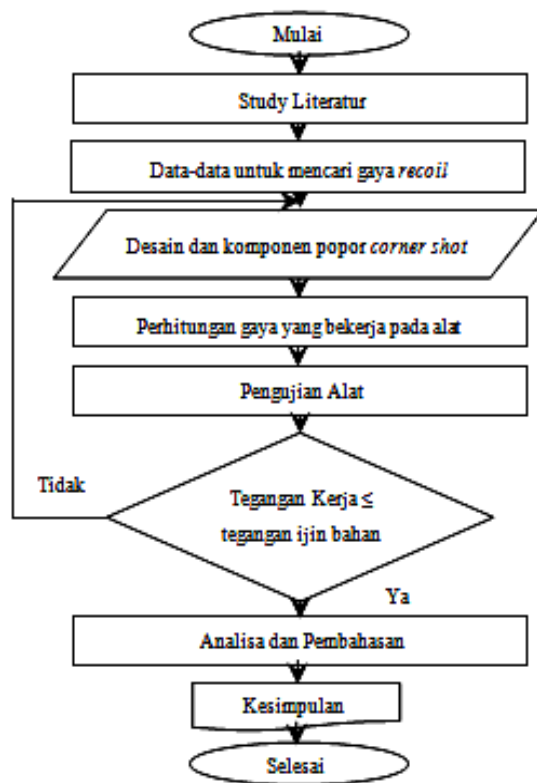 Mulai
Study Literatur
Data-data untuk mencari gaya recoil
Desain dan komponen popor corner shot
Perhitungan gaya yang bekerja pada alat
Pengujian Alat
Tidak
Tegangan Kerja ≤
tegangan ijin bahan
Ya
Analisa dan Pembahasan
Kesimpulan
Selesai